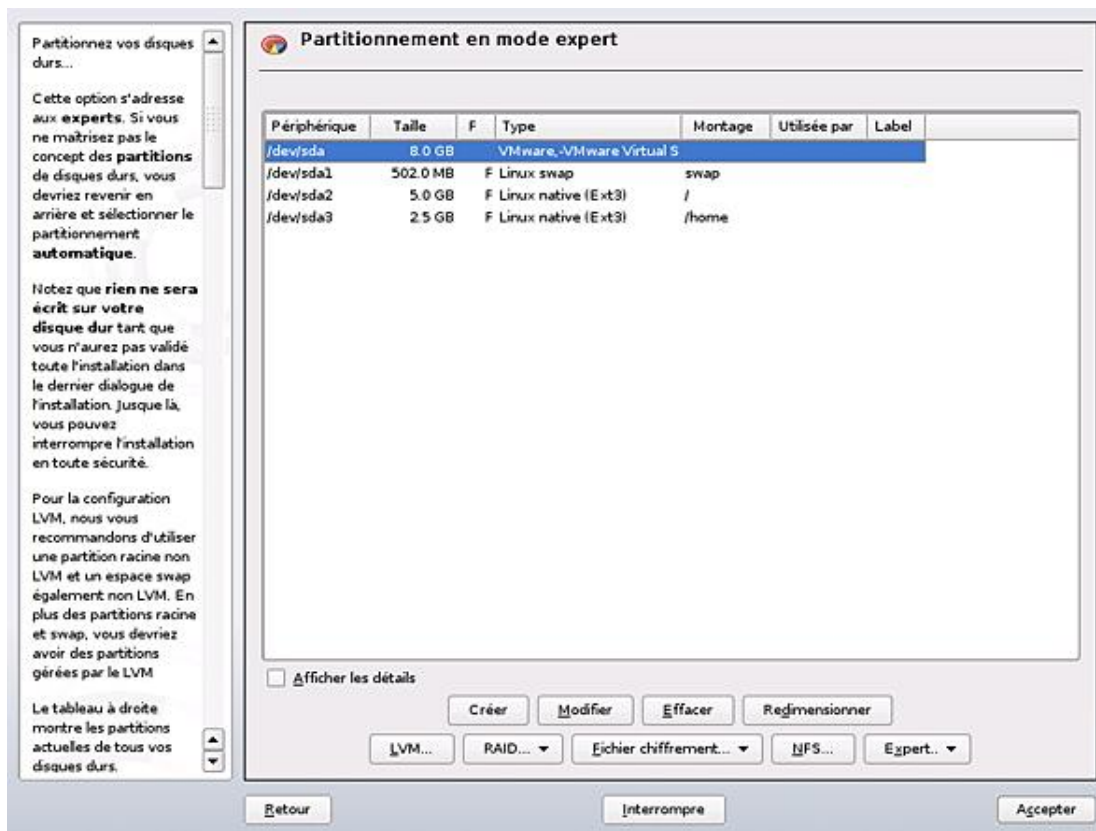 Partitionnez vos disques
durs...
Cette option s'adresse
aux experts. Si vous
ne maîtrisez pas le
concept des partitions
de disques durs, vous
devriez revenir en
arrière et sélectionner le
partitionnement
automatique.
Notez que rien ne sera
écrit sur votre
disque dur tant que
vous n'aurez pas validé
toute l'installation dans
le dernier dialogue de
l'installation. Jusque là,
vous pouvez
interrompre l'installation
en toute sécurité.
Pour la configuration
LVM, nous vous
recommandons d'utiliser
une partition racine non
LVM et un espace swap
également non LVM. En
plus des partitions racine
et swap, vous devriez
avoir des partitions
gérées par le LVM
Le tableau à droite
montre les partitions
actuelles de tous vos
disques durs.
Partitionnement en mode expert
Périphérique Taille F Type Montage Utilisée par Label
/dev/sda 8.0 GB VMware,-VMware Virtual S
/dev/sda1 502.0 MB F Linux swap swap
/dev/sda2 5.0 GB F Linux native (Ext3) /
/dev/sda3 2.5 GB F Linux native (Ext3) /home
Afficher les détails
Créer Modifier Effacer Redimensionner
LVM... RAID... Fichier chiffrement... NFS... Expert..
Retour Interrompre Accepter